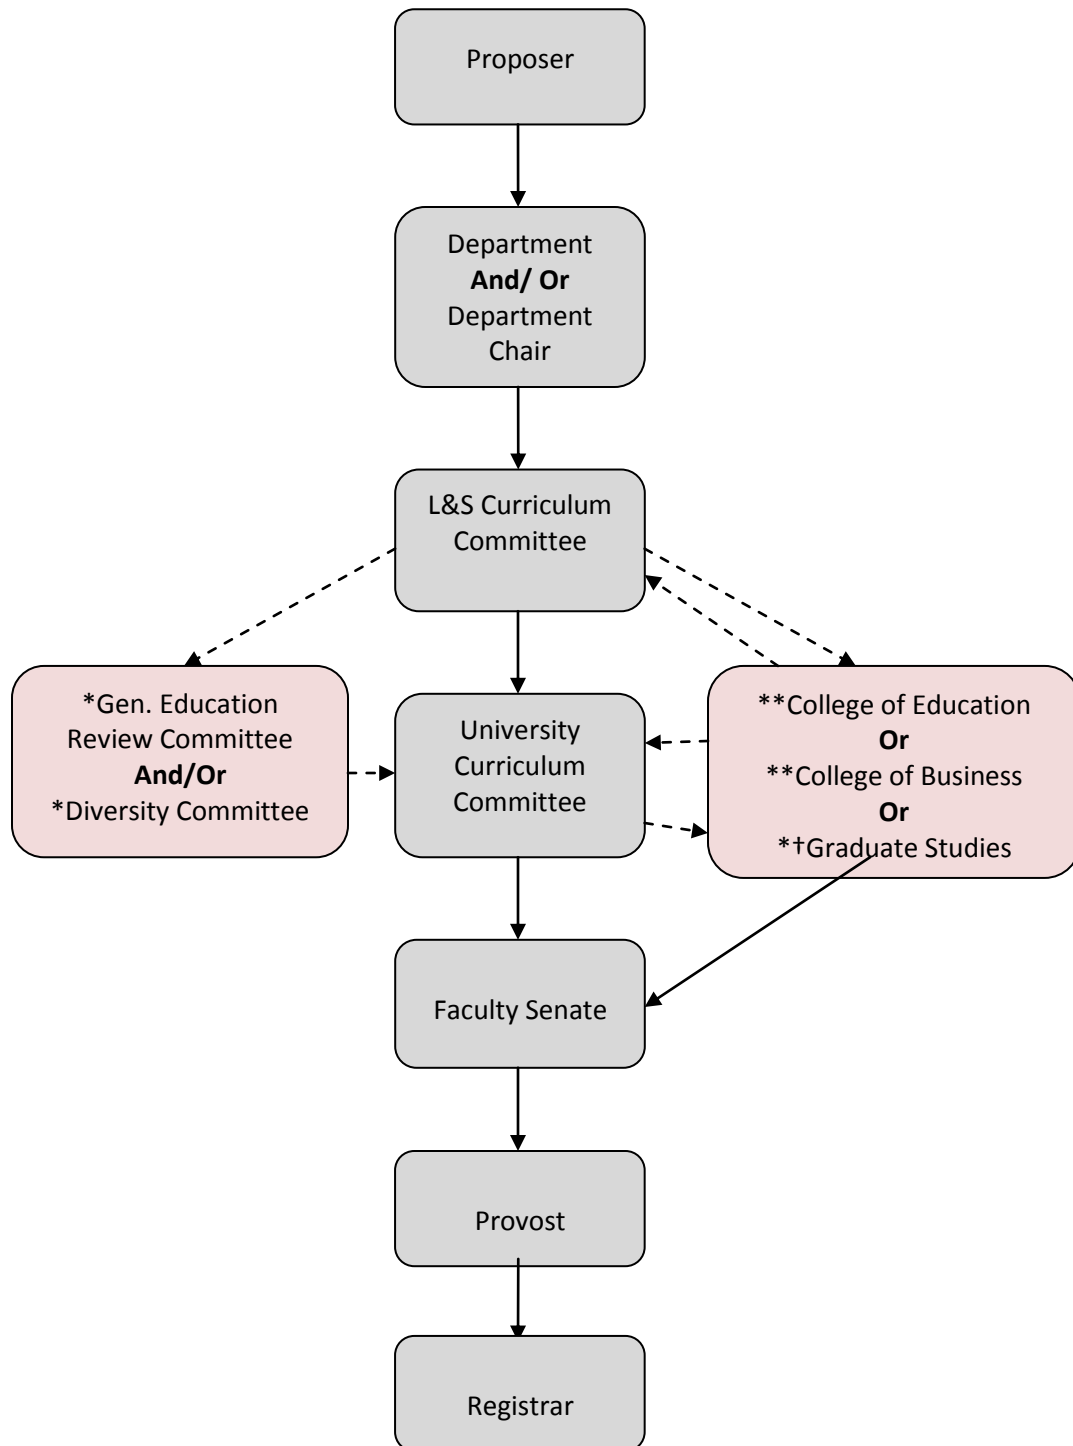 Proposer
Department
And/ Or
Department
Chair
L&S Curriculum
Committee
*Gen. Education
Review Committee
And/Or
*Diversity Committee
University
Curriculum
Committee
**College of Education
Or
**College of Business
Or
*†Graduate Studies
Faculty Senate
Provost
Registrar